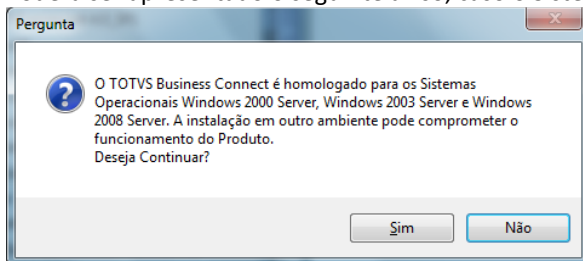 Pergunta
O TOTVS Business Connect é homologado para os Sistemas
Operacionais Windows 2000 Server, Windows 2003 Server e Windows
2008 Server. A instalação em outro ambiente pode comprometer o
funcionamento do Produto.
Deseja Continuar?
Sim Não